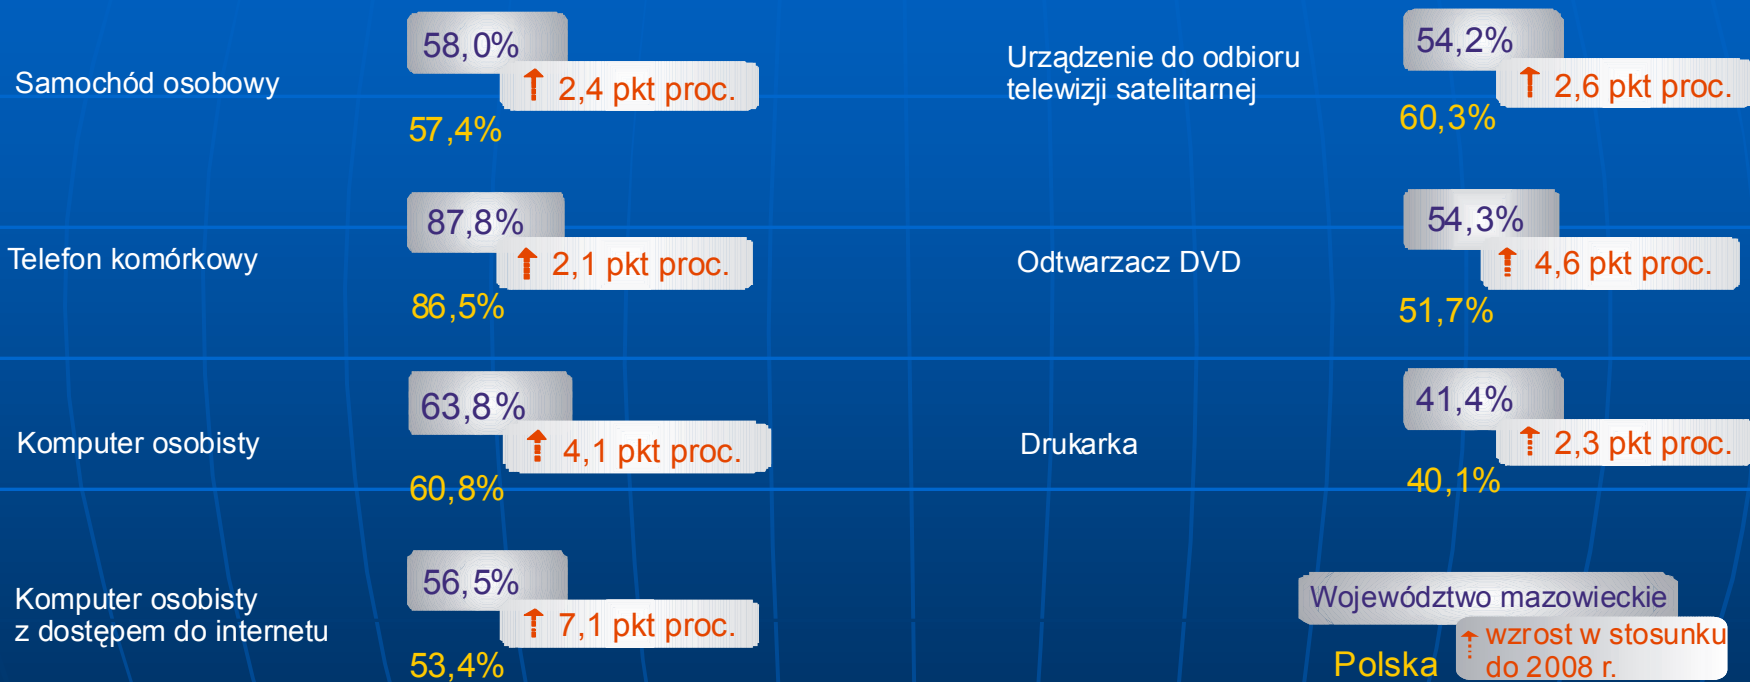 Samochód osobowy
58,0%
2,4 pkt proc.
57,4%
Telefon komórkowy
87,8%
2,1 pkt proc.
86,5%
Komputer osobisty
63,8%
4,1 pkt proc.
60,8%
Komputer osobisty
z dostępem do internetu
56,5%
7,1 pkt proc.
53,4%
Urządzenie do odbioru
telewizji satelitarnej
54,2%
2,6 pkt proc.
60,3%
Odtwarzacz DVD
54,3%
4,6 pkt proc.
51,7%
Drukarka
41,4%
2,3 pkt proc.
40,1%
Województwo mazowieckie
wzrost w stosunku
do 2008 r.
Polska